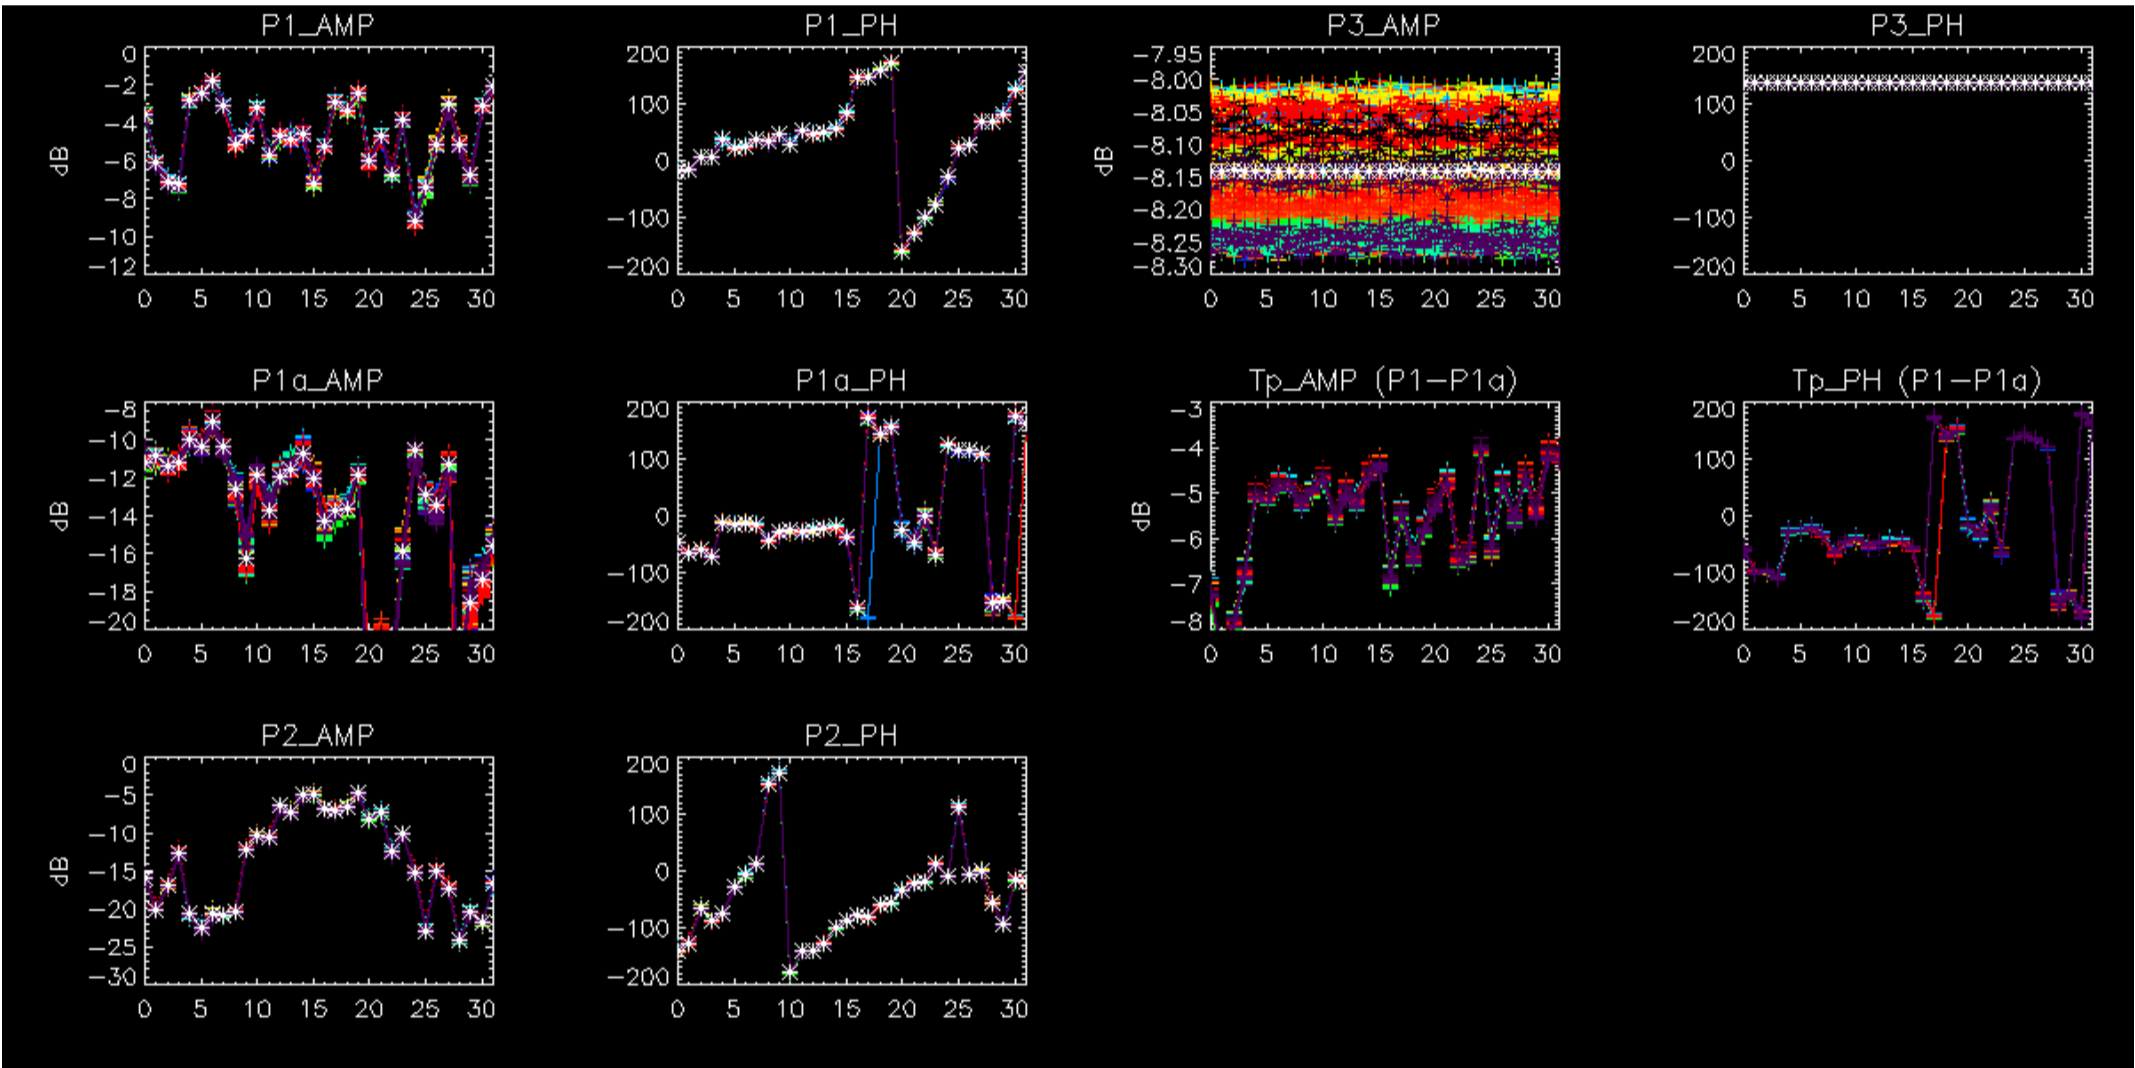 P1_AMP
0
−2
−4
−6
−8
−10
−12
dB
0 5 10 15 20 25 30
P1_PH
200
100
0
−100
−200
0 5 10 15 20 25 30
P3_AMP
−7.95
−8.00
−8.05
−8.10
−8.15
−8.20
−8.25
−8.30
dB
0 5 10 15 20 25 30
P3_PH
200
100
0
−100
−200
0 5 10 15 20 25 30
P1a_AMP
−8
−10
−12
−14
−16
−18
−20
dB
0 5 10 15 20 25 30
P1a_PH
200
100
0
−100
−200
0 5 10 15 20 25 30
Tp_AMP (P1−P1a)
−3
−4
−5
−6
−7
−8
dB
0 5 10 15 20 25 30
Tp_PH (P1−P1a)
200
100
0
−100
−200
0 5 10 15 20 25 30
P2_AMP
0
−5
−10
−15
−20
−25
−30
dB
0 5 10 15 20 25 30
P2_PH
200
100
0
−100
−200
0 5 10 15 20 25 30